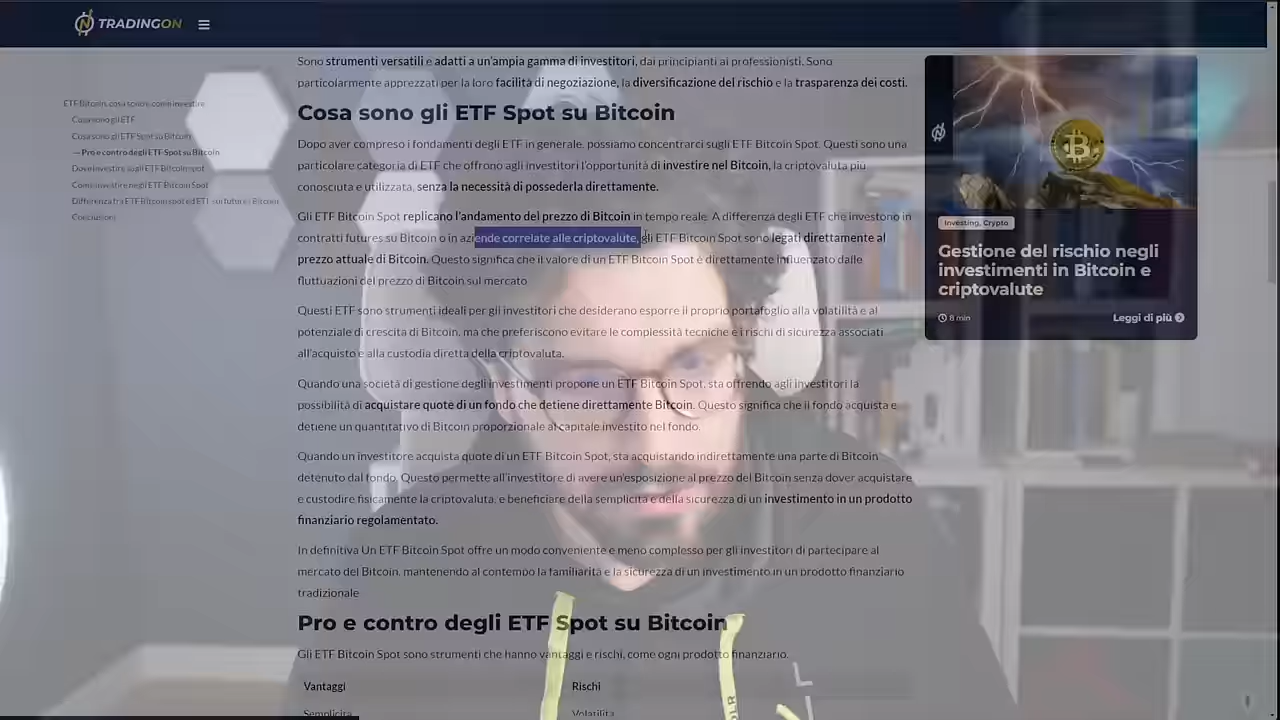 TRADINGON
ETF Bitcoin: cosa sono e come investire
Cosa sono gli ETF
Cosa sono gli ETF Spot su Bitcoin
→ Pro e contro degli ETF Spot su Bitcoin
Dove investire sugli ETF Bitcoin spot
Come investire negli ETF Bitcoin Spot
Differenza tra ETF Bitcoin spot ed ETF su future Bitcoin
Conclusioni
Sono strumenti versatili e adatti a un'ampia gamma di investitori, dai principianti ai professionisti. Sono
particolarmente apprezzati per la loro facilità di negoziazione, la diversificazione del rischio e la trasparenza dei costi.
Cosa sono gli ETF Spot su Bitcoin
Dopo aver compreso i fondamenti degli ETF in generale, possiamo concentrarci sugli ETF Bitcoin Spot. Questi sono una
particolare categoria di ETF che offrono agli investitori l'opportunità di investire nel Bitcoin, la criptovaluta più
conosciuta e utilizzata, senza la necessità di possederla direttamente.
Gli ETF Bitcoin Spot replicano l'andamento del prezzo di Bitcoin in tempo reale. A differenza degli ETF che investono in
contratti futures su Bitcoin o in aziende correlate alle criptovalute, gli ETF Bitcoin Spot sono legati direttamente al
prezzo attuals di Bitcoin. Questo significa che il valore di un ETF Bitcoin Spot è direttamente influenzato dalle
fluttuazioni del prezzo di Bitcoin sul mercato
Questi ETF sono strumenti ideali per gli investitori che desiderano esporre il proprio portafoglio alla volatilità e al
potenziale di crescita di Bitcoin, ma che preferiscono evitare le complessità tecniche e i rischi di sicurezza associati
all'acquisto e alla custodia diretta della criptovaluta.
Quando una società di gestione degli investimenti propone un ETF Bitcoin Spot, sta offrendo agli investitori la
possibilità di acquistare quote di un fondo che detiene direttamente Bitcoin. Questo significa che il fondo acquista e
detiene un quantitativo di Bitcoin proporzionale al capitale investito nel fondo.
Quando un investitore acquista quote di un ETF Bitcoin Spot, sta acquistando indirettamente una parte di Bitcoin
detenuto dal fondo. Questo permette all'investitore di avere un'esposizione al prezzo del Bitcoin senza dover acquistare
e custodire fisicamente la criptovaluta, e beneficiare della semplicità e della sicurezza di un investimento in un prodotto
finanziario regolamentato.
In definitiva Un ETF Bitcoin Spot offre un modo conveniente e meno complesso per gli investitori di partecipare al
mercato del Bitcoin, mantenendo al contempo la familiarità e la sicurezza di un investimento in un prodotto finanziario
tradizionale
Pro e contro degli ETF Spot su Bitcoin
Gli ETF Bitcoin Spot sono strumenti che hanno vantaggi e rischi, come ogni prodotto finanziario.
Vantaggi Rischi
Semplicità Volatilità
Investing, Crypto
Gestione del rischio negli
investimenti in Bitcoin e
criptovalute
8 min Leggi di più